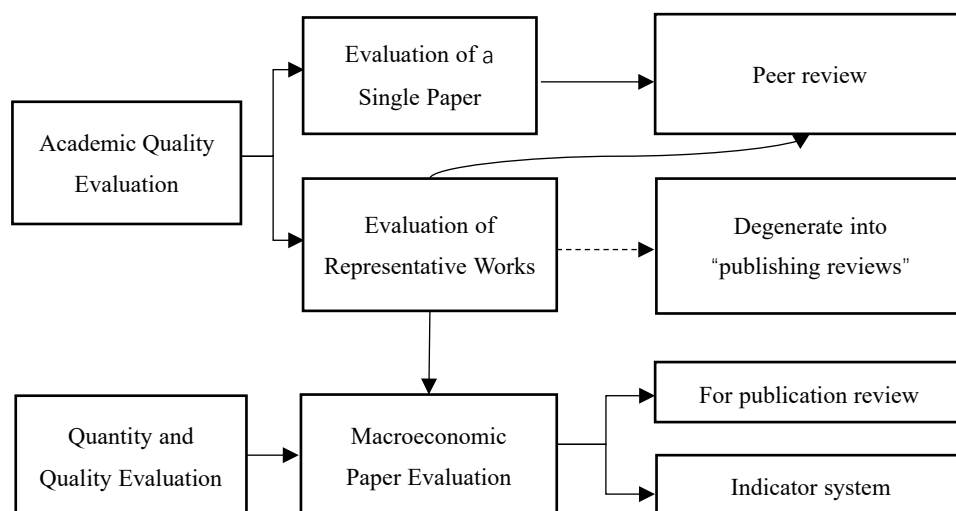 Evaluation of a
Single Paper
Peer review
Academic Quality
Evaluation
Evaluation of
Representative Works
Degenerate into
“publishing reviews”
For publication review
Quantity and
Quality Evaluation
Macroeconomic
Paper Evaluation
Indicator system